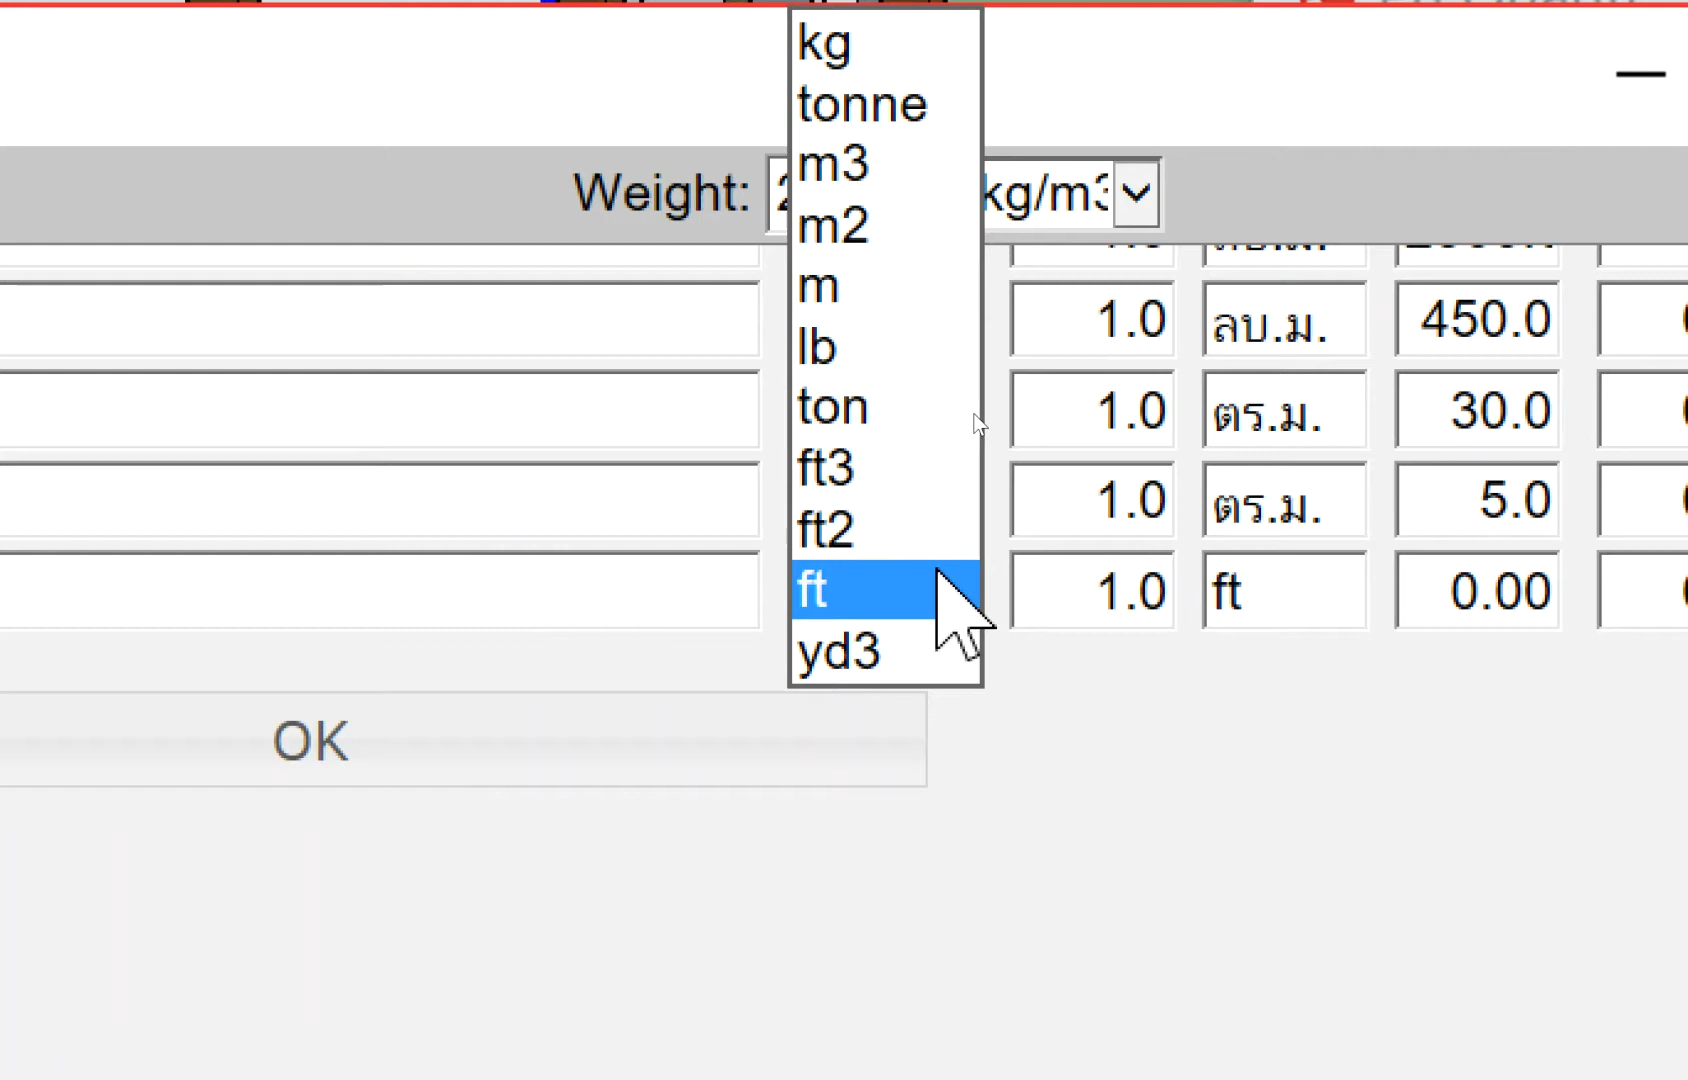 kg
tonne
m3
m2
m
lb
ton
ft3
ft2
ft
yd3
Weight:
kg/m3
1.0 ลบ.ม. 450.0
1.0 ตร.ม. 30.0
1.0 ตร.ม. 5.0
1.0 ft 0.00
OK